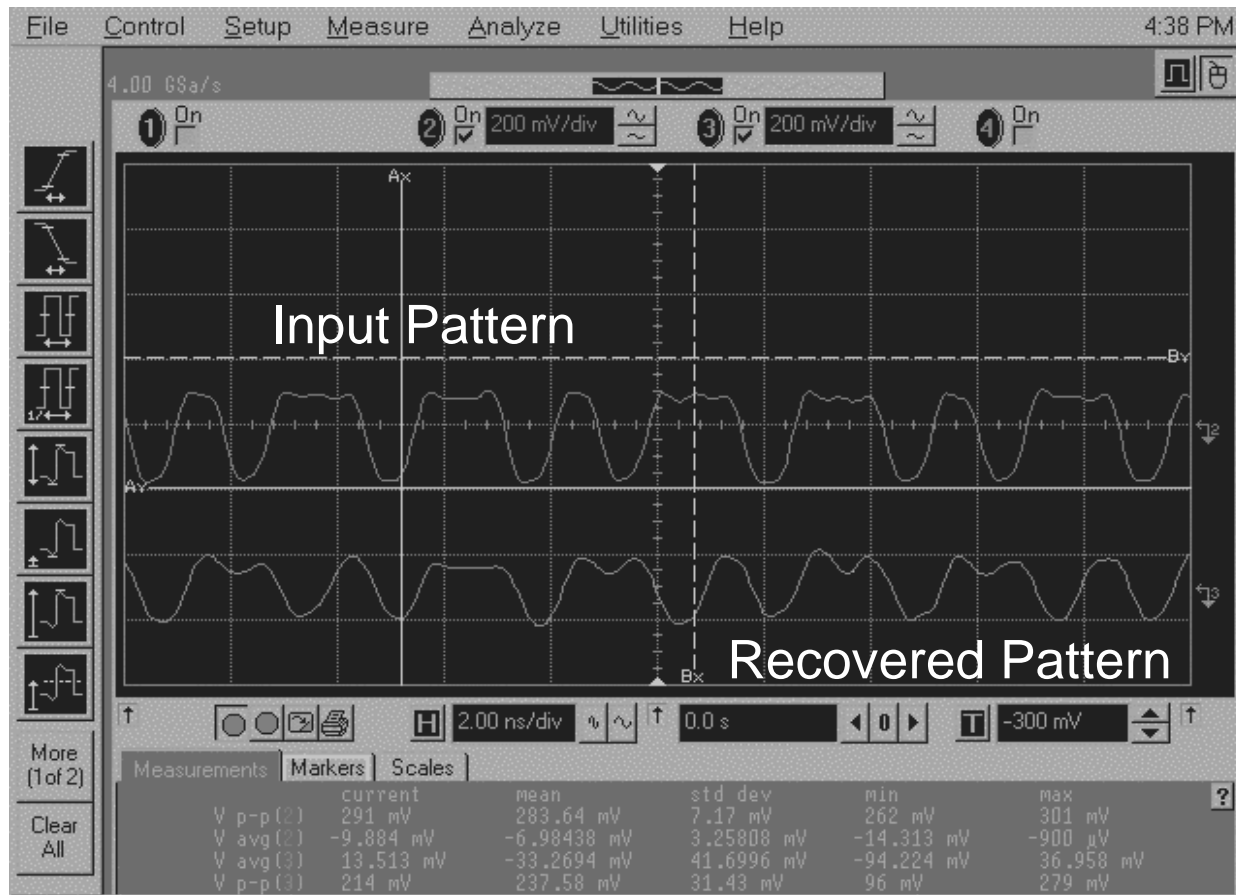 File Control Setup Measure Analyze Utilities Help 4:38 PM
4.00 GSa/s
1 On 2 On 200 mV/div 3 On 200 mV/div 4 On
Ax
Input Pattern
By
2
1/4
Ay
3
Recovered Pattern
Bx
H 2.00 ns/div 0.0 s 0 T -300 mV
More
(1of 2)
Clear
All
Measurements Markers Scales
current mean std dev min max ?
V p-p(2) 291 mV 283.64 mV 7.17 mV 262 mV 301 mV
V avg(2) -9.884 mV -6.98438 mV 3.25808 mV -14.313 mV -900 µV
V avg(3) 13.513 mV -33.2694 mV 41.6996 mV -94.224 mV 36.958 mV
V p-p(3) 214 mV 237.58 mV 31.43 mV 96 mV 279 mV